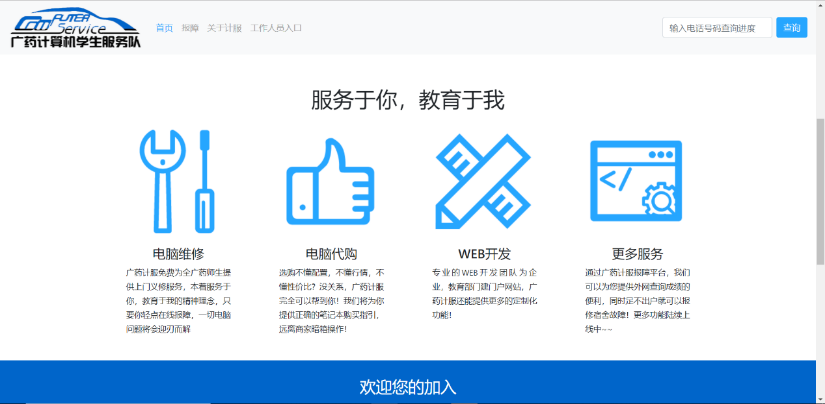 Com
PUTER
Service
广药计算机学生服务队
首页 报障 关于计服 工作人员入口
输入电话号码查询进度
查询
服务于你，教育于我
电脑维修
广药计服免费为全广药师生提
供上门义修服务，本着服务于
你，教育于我的精神理念，只
要你轻点在线报障，一切电脑
问题将会迎刃而解
电脑代购
选购不懂配置，不懂行情，不
懂性价比？没关系，广药计服
完全可以帮到你！我们将为你
提供正确的笔记本购买指引，
远离商家暗箱操作！
WEB开发
专业的WEB开发团队为企
业，教育部门建门户网站，广
药计服还能提供更多的定制化
功能！
更多服务
通过广药计服报障平台，我们
可以为您提供外网查询成绩的
便利，同时足不出户就可以报
修宿舍故障！更多功能陆续上
线中~~
欢迎您的加入